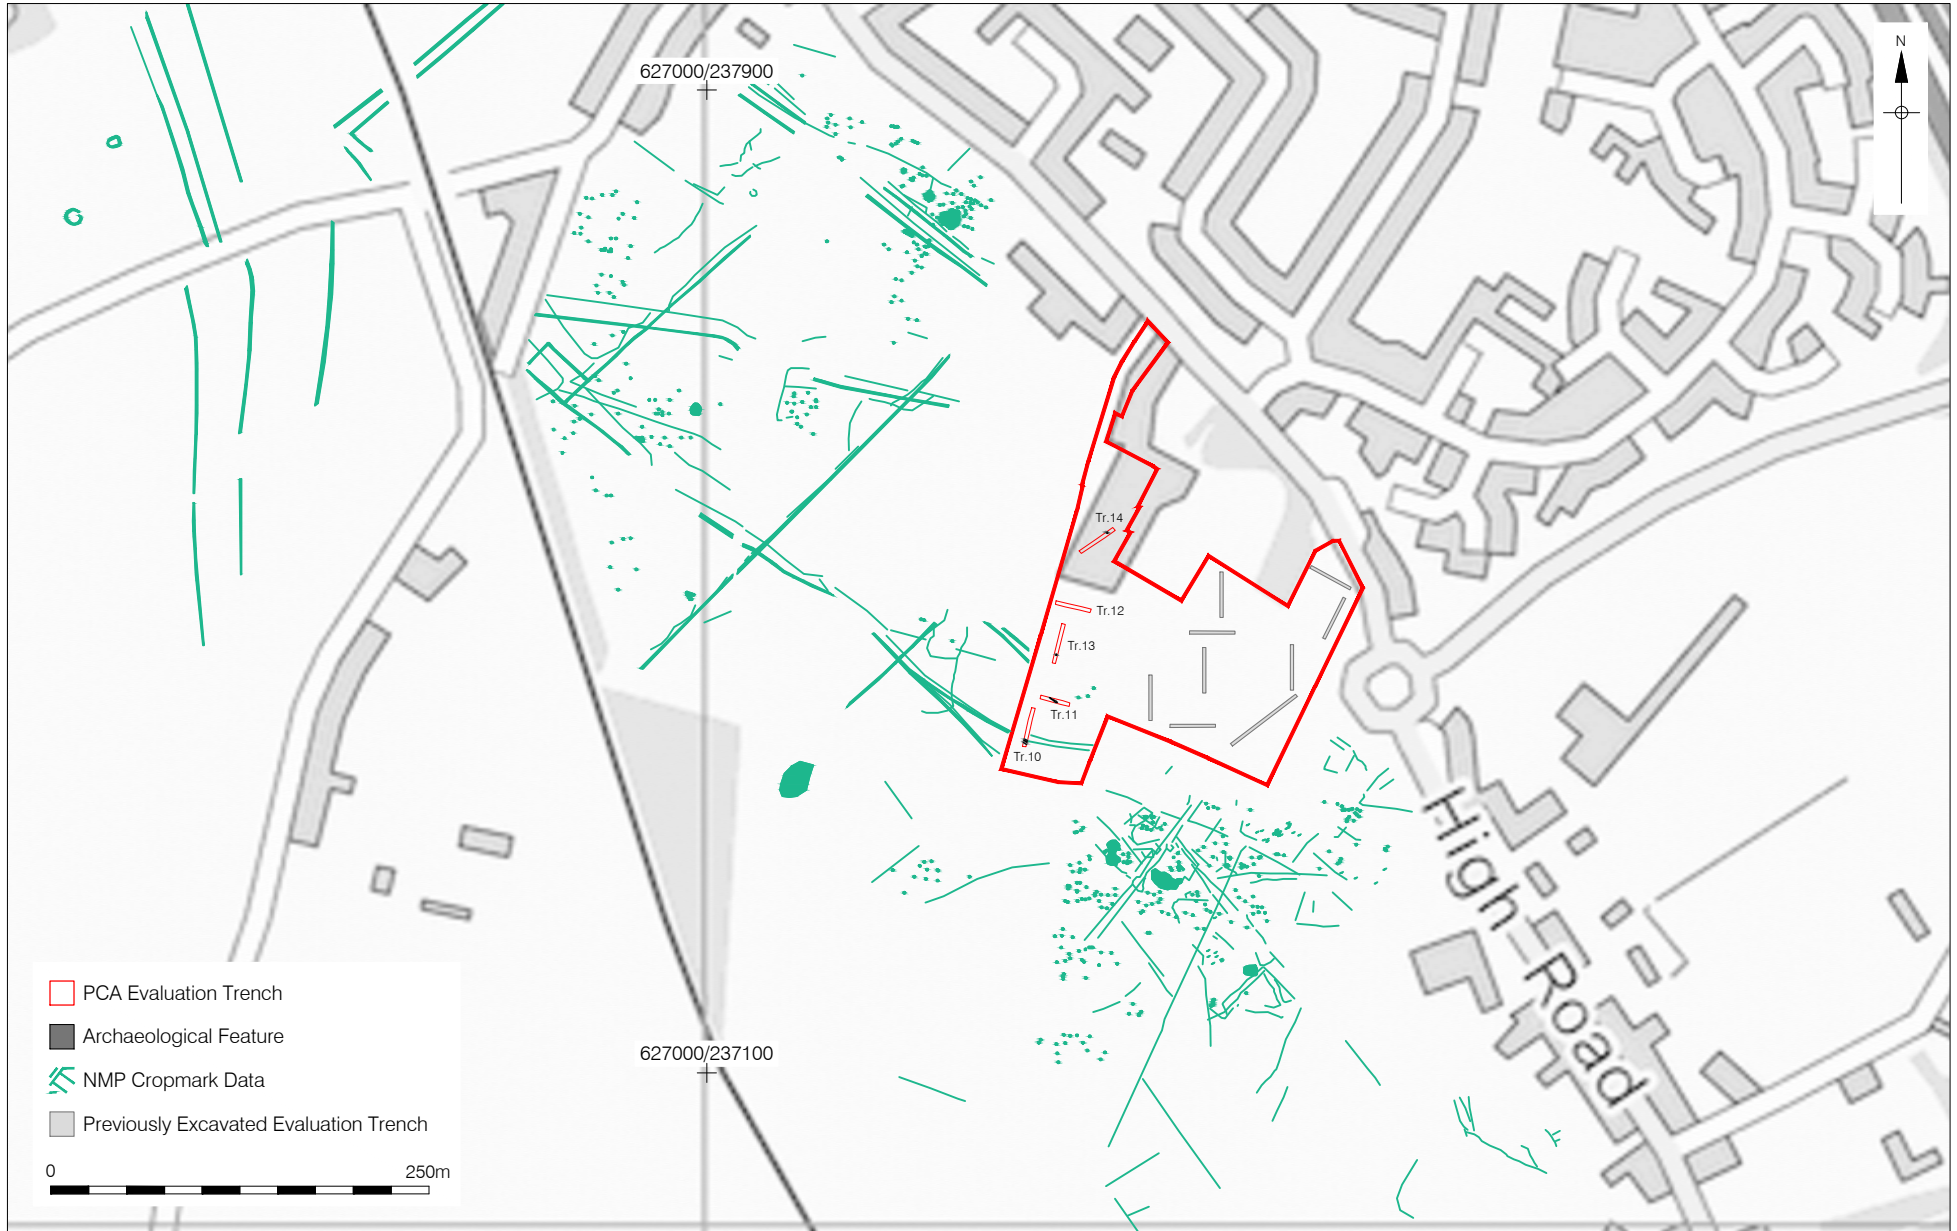 N
627000/237900
Tr.14
Tr.12
Tr.13
Tr.11
Tr.10
High Road
PCA Evaluation Trench
Archaeological Feature
NMP Cropmark Data
Previously Excavated Evaluation Trench
0 250m
627000/237100